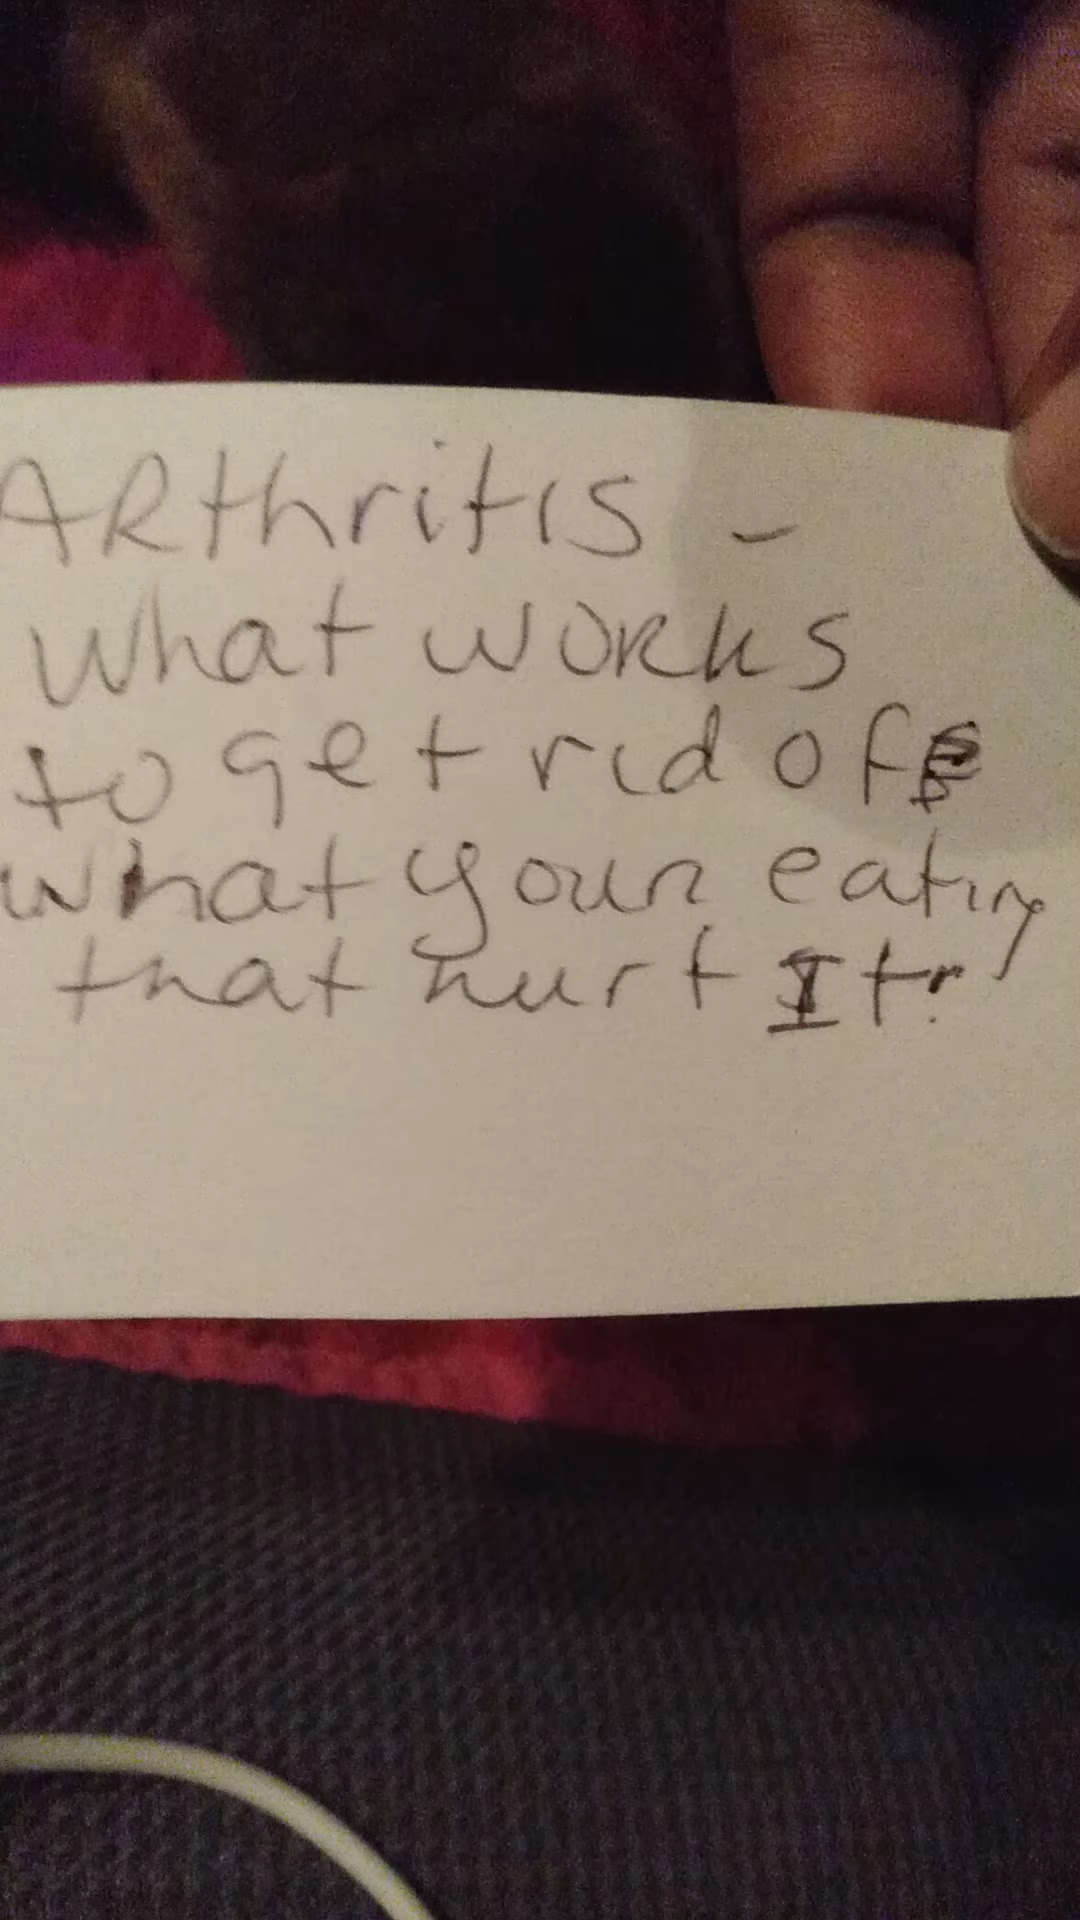 ARthritis -
what works
to get rid of
what your eating
that hurt It?